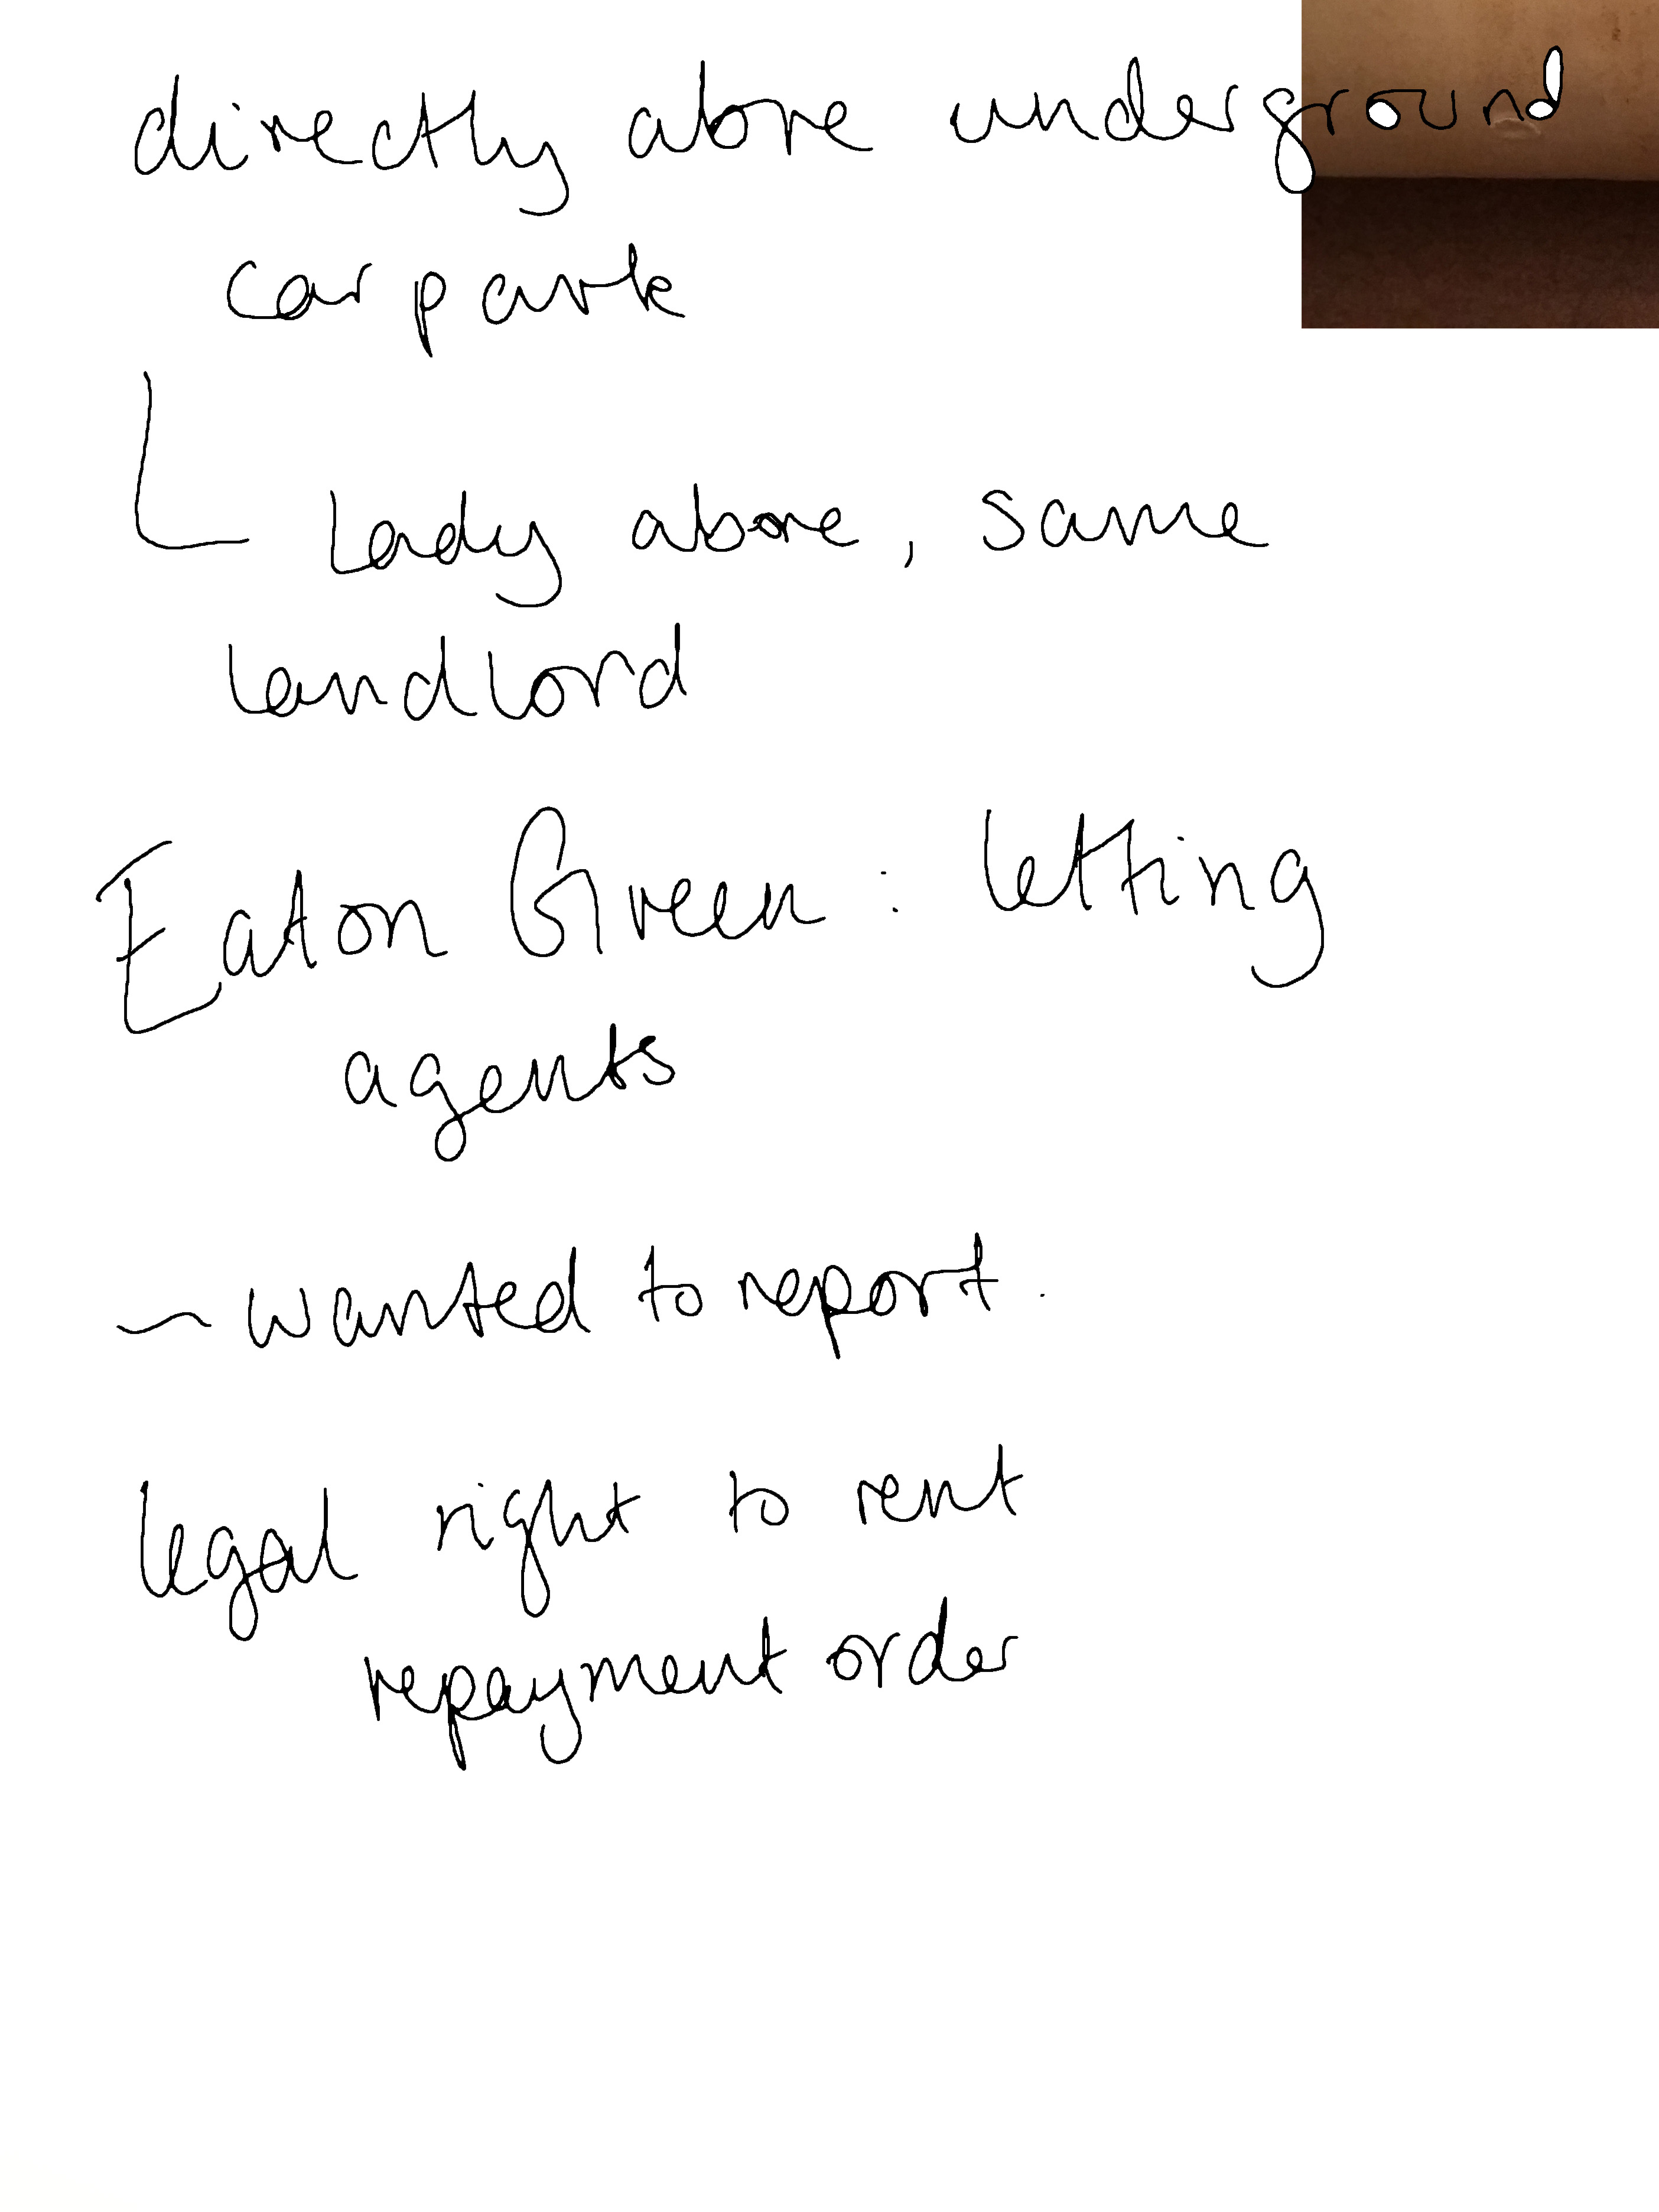 directly above underground
car park
Lady above, same
landlord
Eaton Green: letting
agents
~ wanted to report.
legal right to rent
repayment order